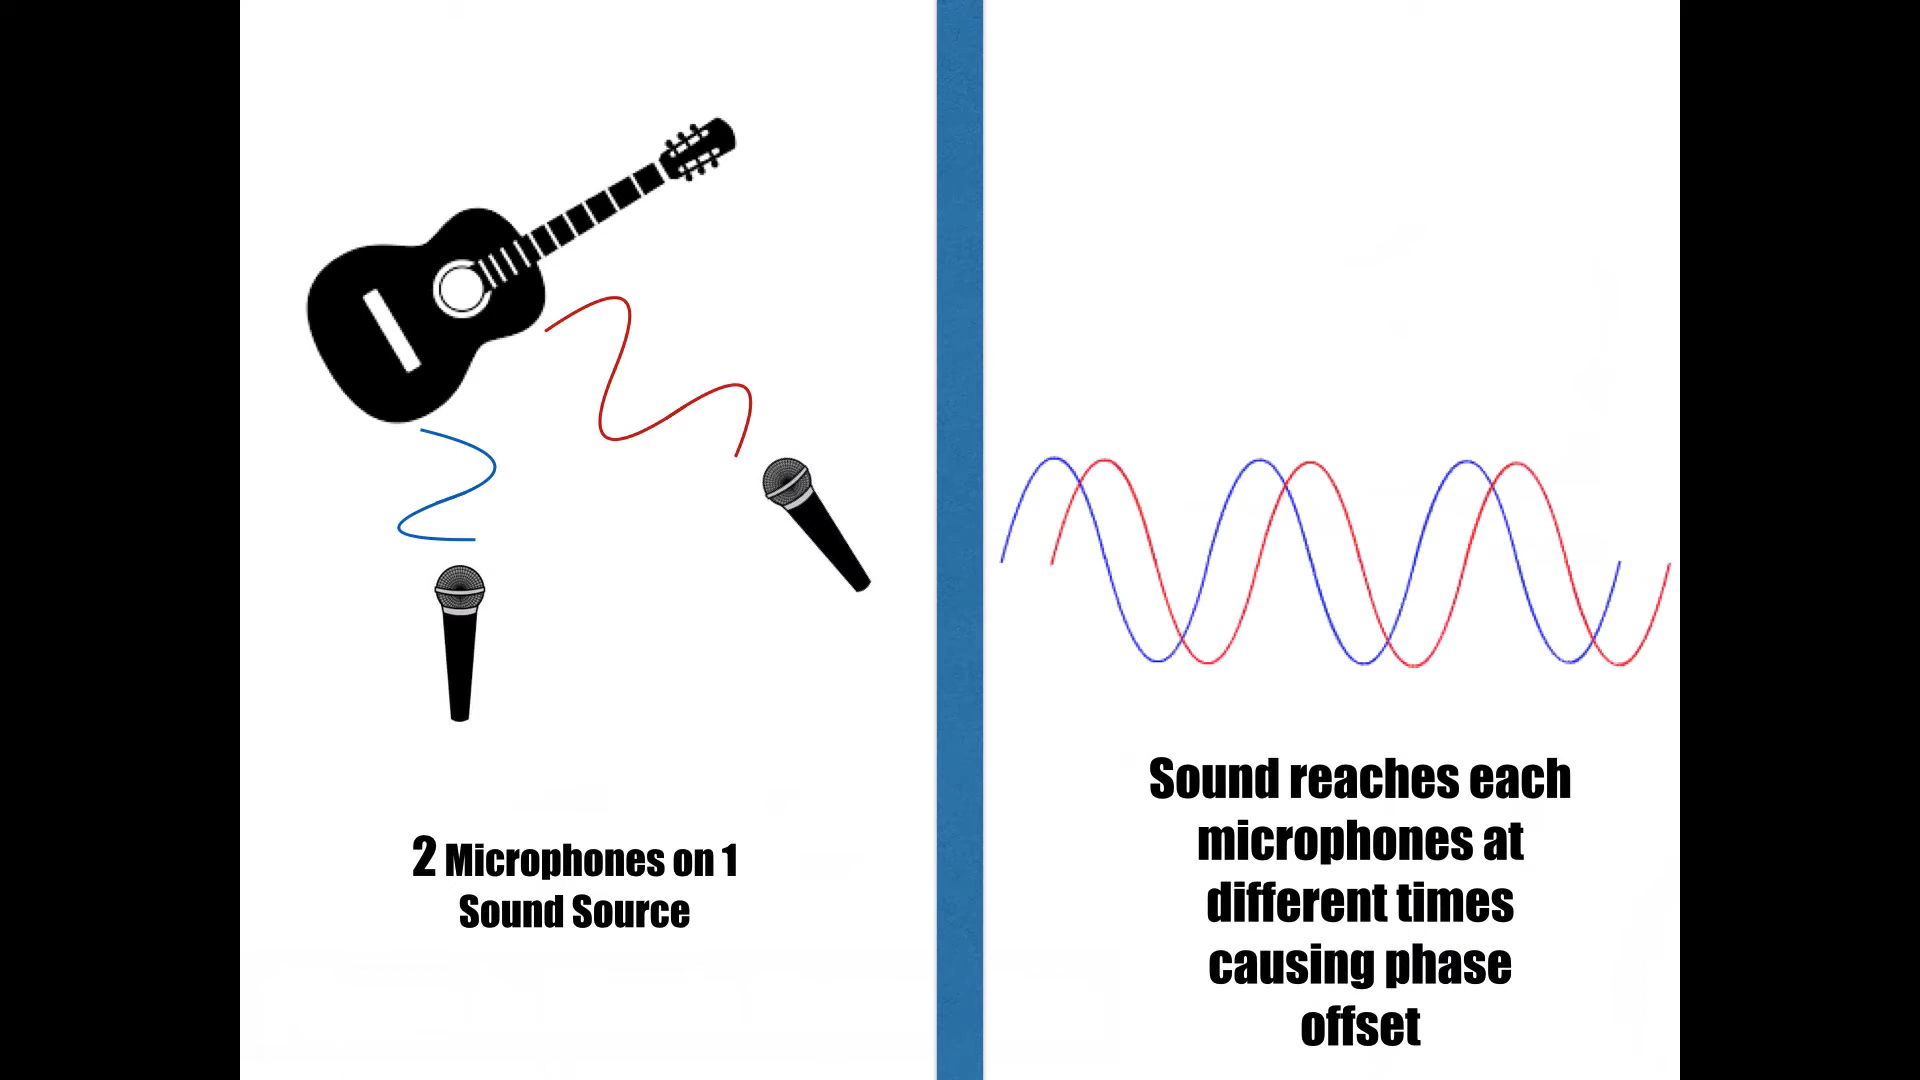 2 Microphones on 1
Sound Source
Sound reaches each
microphones at
different times
causing phase
offset